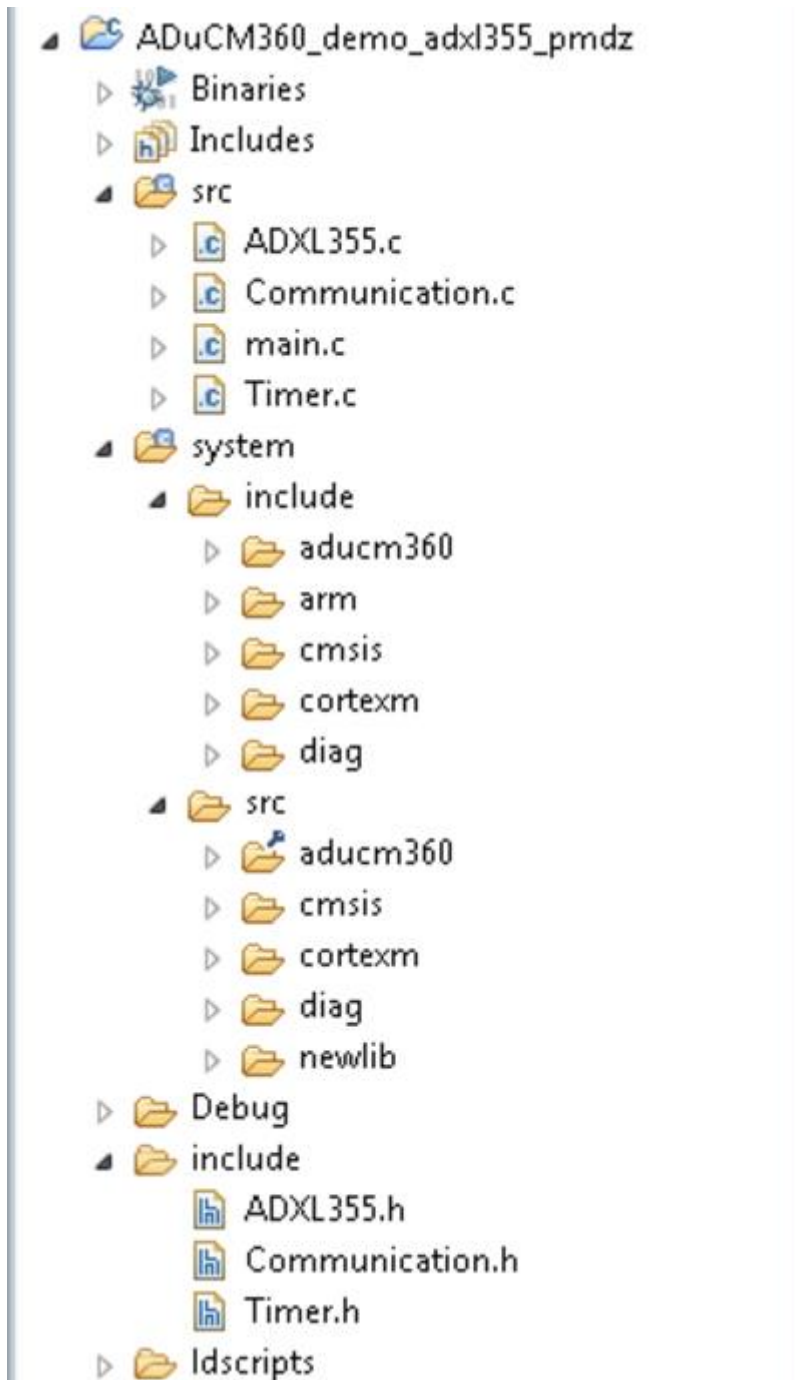 ADuCM360_demo_adxl355_pmdz
Binaries
Includes
src
ADXL355.c
Communication.c
main.c
Timer.c
system
include
aducm360
arm
cmsis
cortexm
diag
src
aducm360
cmsis
cortexm
diag
newlib
Debug
include
ADXL355.h
Communication.h
Timer.h
ldscripts